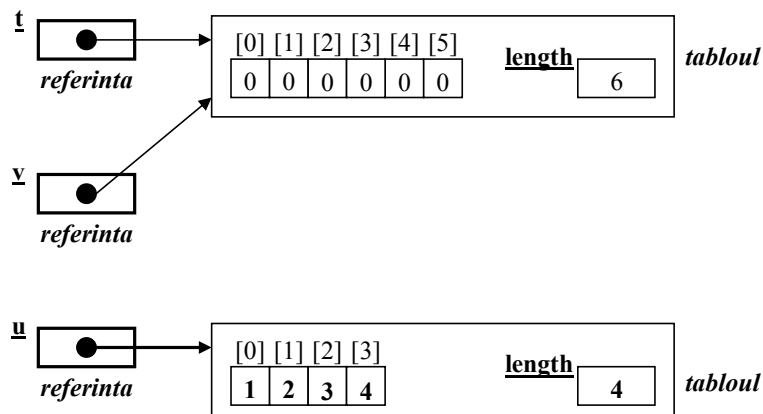 t
[0] [1] [2] [3] [4] [5]
length
tabloul
0 0 0 0 0 0
6
referinta
v
referinta
u
[0] [1] [2] [3]
length
tabloul
1 2 3 4
4
referinta